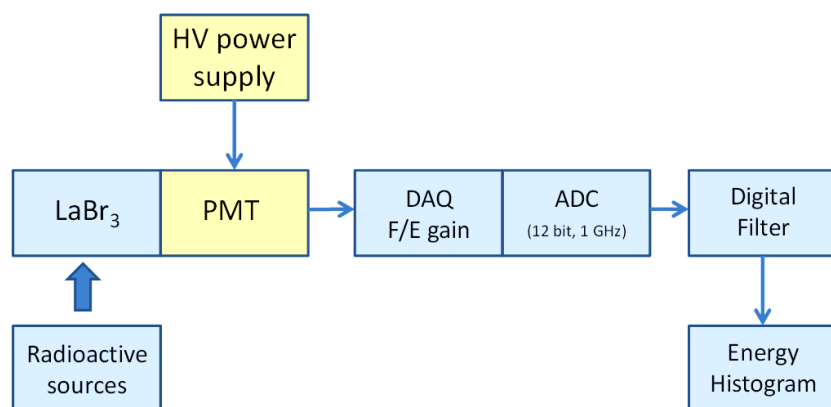 HV power
supply
LaBr₃
PMT
DAQ
F/E gain
ADC
(12 bit, 1 GHz)
Digital
Filter
Radioactive
sources
Energy
Histogram